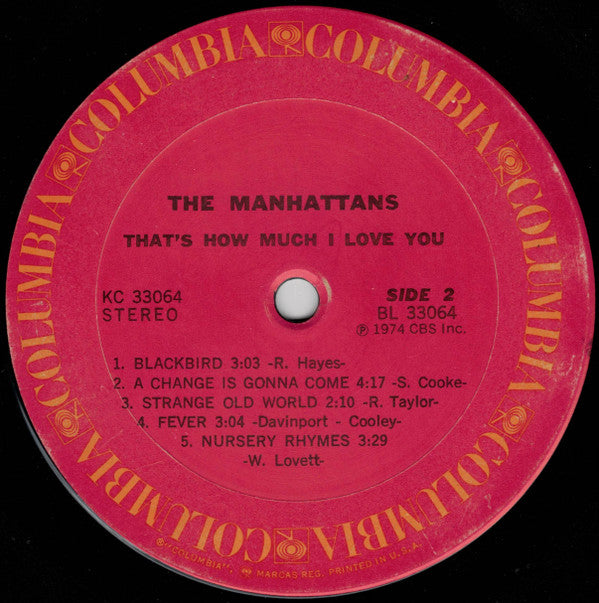 COLUMBIA COLUMBIA COLUMBIA COLUMBIA COLUMBIA COLUMBIA COLUMBIA COLUMBIA
THE MANHATTANS
THAT'S HOW MUCH I LOVE YOU
KC 33064
STEREO
SIDE 2
BL 33064
Ⓟ 1974 CBS Inc.
1. BLACKBIRD 3:03 -R. Hayes-
2. A CHANGE IS GONNA COME 4:17 -S. Cooke-
3. STRANGE OLD WORLD 2:10 -R. Taylor-
4. FEVER 3:04 -Davinport - Cooley-
5. NURSERY RHYMES 3:29
-W. Lovett-
®"COLUMBIA", MARCAS REG. PRINTED IN U.S.A.